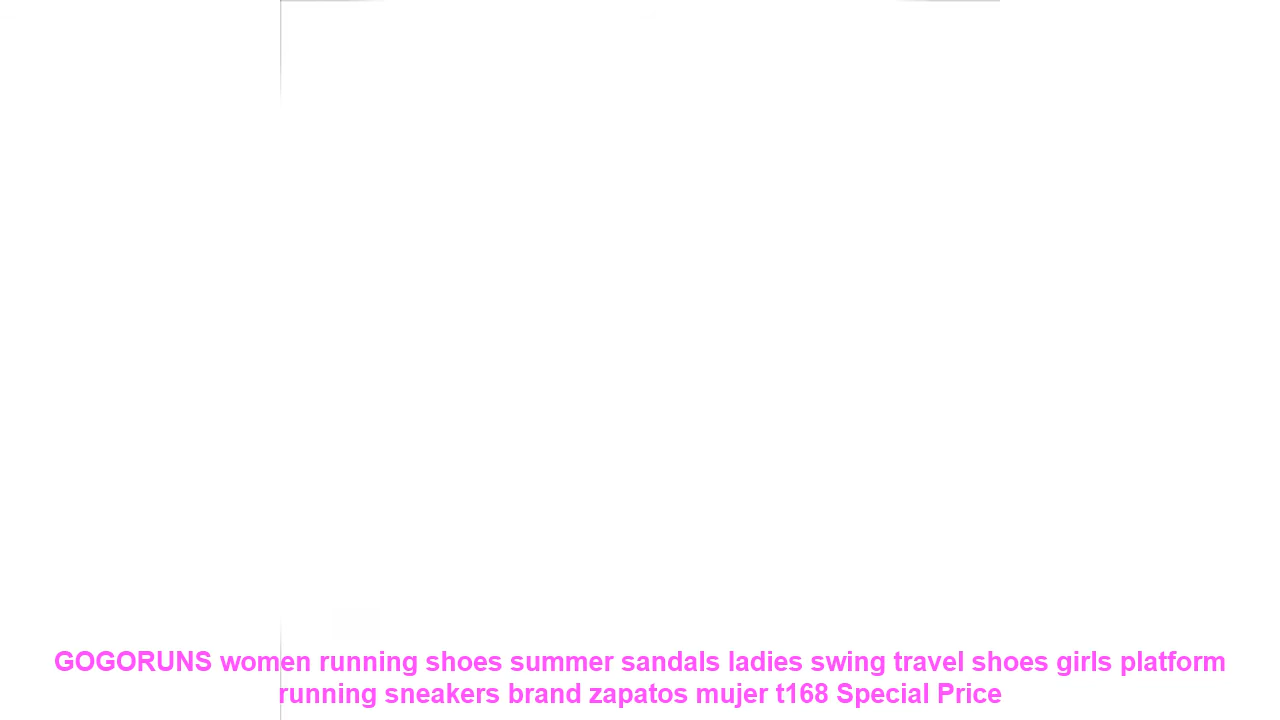 GOGORUNS women running shoes summer sandals ladies swing travel shoes girls platform
running sneakers brand zapatos mujer t168 Special Price